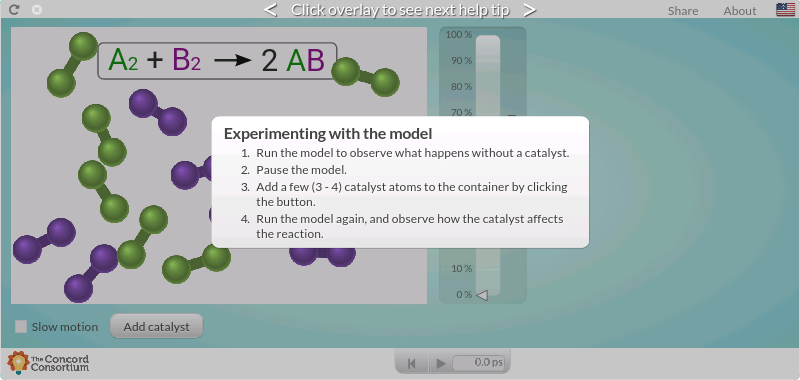 < Click overlay to see next help tip >
Share About
A2 + B2 → 2 AB
100 %
90 %
80 %
70 %
Experimenting with the model
1. Run the model to observe what happens without a catalyst.
2. Pause the model.
3. Add a few (3 - 4) catalyst atoms to the container by clicking
the button.
4. Run the model again, and observe how the catalyst affects
the reaction.
10 %
0 %
Slow motion Add catalyst
The Concord
Consortium
0.0 ps